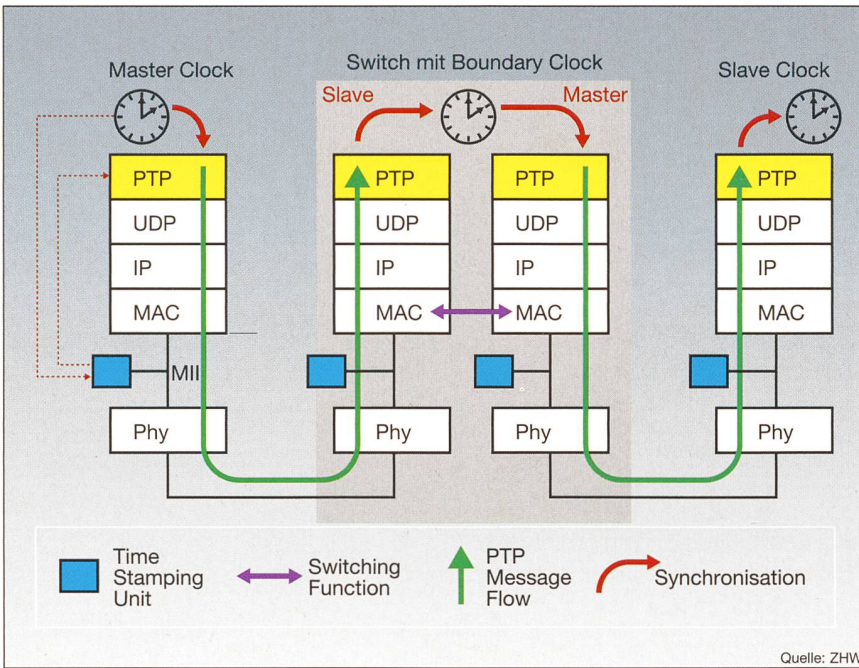 Master Clock
Switch mit Boundary Clock
Slave Clock
Slave
Master
PTP
PTP
PTP
PTP
UDP
UDP
UDP
UDP
IP
IP
IP
IP
MAC
MAC
MAC
MAC
MII
Phy
Phy
Phy
Phy
Time
Stamping
Unit
Switching
Function
PTP
Message
Flow
Synchronisation
Quelle: ZHW